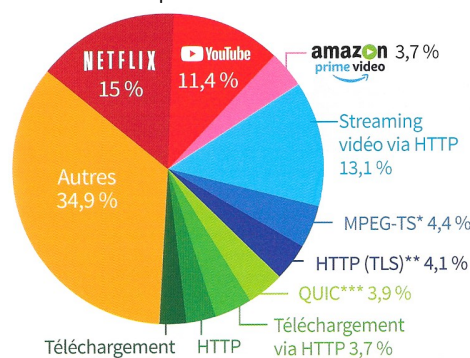 NETFLIX
15 %
YouTube
11,4 %
amazon 3,7 %
prime video
Streaming
vidéo via HTTP
13,1 %
MPEG-TS* 4,4 %
HTTP (TLS)** 4,1 %
QUIC*** 3,9 %
Téléchargement
via HTTP 3,7 %
HTTP
Téléchargement
Autres
34,9 %